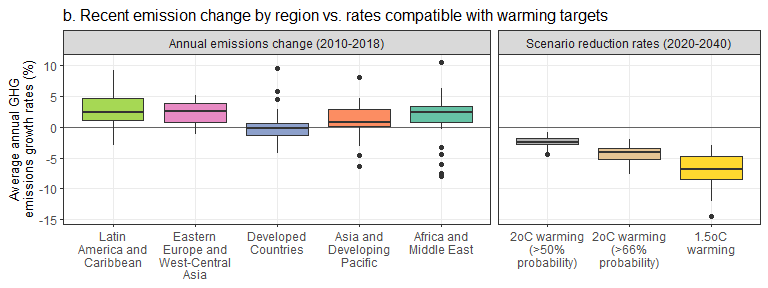 b. Recent emission change by region vs. rates compatible with warming targets
Annual emissions change (2010-2018)
Scenario reduction rates (2020-2040)
Average annual GHG
emissions growth rates (%)
10
5
0
-5
-10
-15
Latin
America and
Caribbean
Eastern
Europe and
West-Central
Asia
Developed
Countries
Asia and
Developing
Pacific
Africa and
Middle East
2oC warming
(>50%
probability)
2oC warming
(>66%
probability)
1.5oC
warming